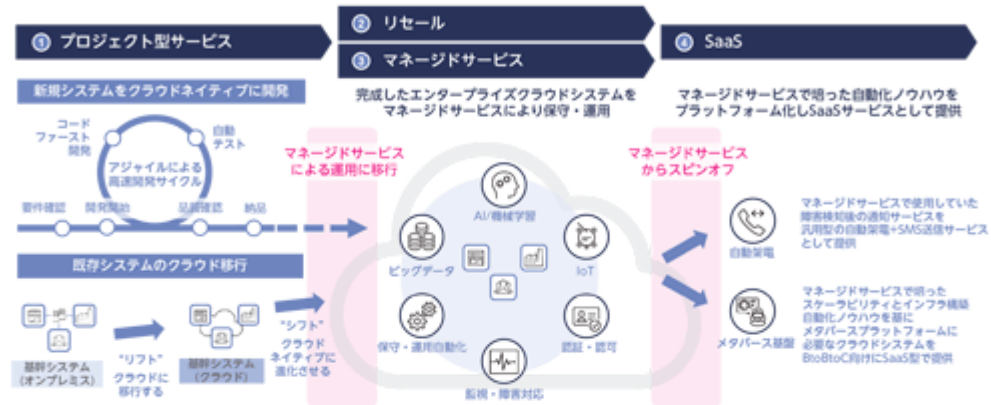 ① プロジェクト型サービス
② リセール
③ マネージドサービス
④ SaaS
新規システムをクラウドネイティブに開発
コード
ファースト
開発
自動
テスト
アジャイルによる
高速開発サイクル
要件確認
開発開始
品質確認
納品
既存システムのクラウド移行
基幹システム
(オンプレミス)
"リフト"
クラウドに
移行する
基幹システム
(クラウド)
"シフト"
クラウド
ネイティブに
進化させる
マネージドサービス
による運用に移行
完成したエンタープライズクラウドシステムを
マネージドサービスにより保守・運用
AI/機械学習
ビッグデータ
IoT
保守・運用自動化
認証・認可
監視・障害対応
マネージドサービス
からスピンオフ
マネージドサービスで培った自動化ノウハウを
プラットフォーム化しSaaSサービスとして提供
自動架電
マネージドサービスで使用していた
障害検知後の通知サービスを
汎用型の自動架電+SMS送信サービス
として提供
メタバース基盤
マネージドサービスで培った
スケーラビリティとインフラ構築
自動化ノウハウを基に
メタバースプラットフォームに
必要なクラウドシステムを
BtoBtoC向けにSaaS型で提供